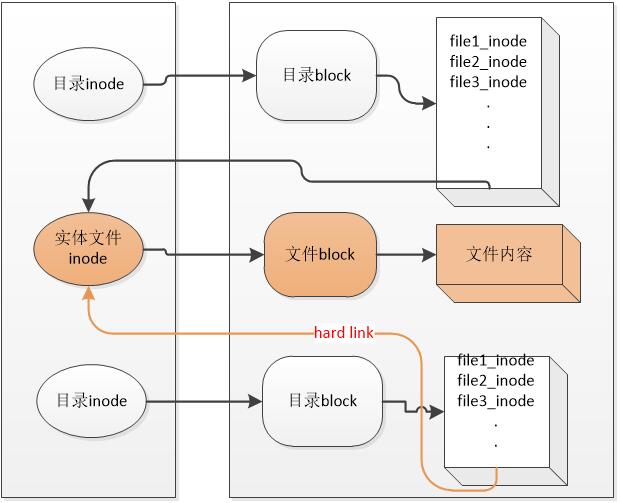 目录inode
目录block
file1_inode
file2_inode
file3_inode
.
.
.
实体文件
inode
文件block
文件内容
hard link
目录inode
目录block
file1_inode
file2_inode
file3_inode
.
.